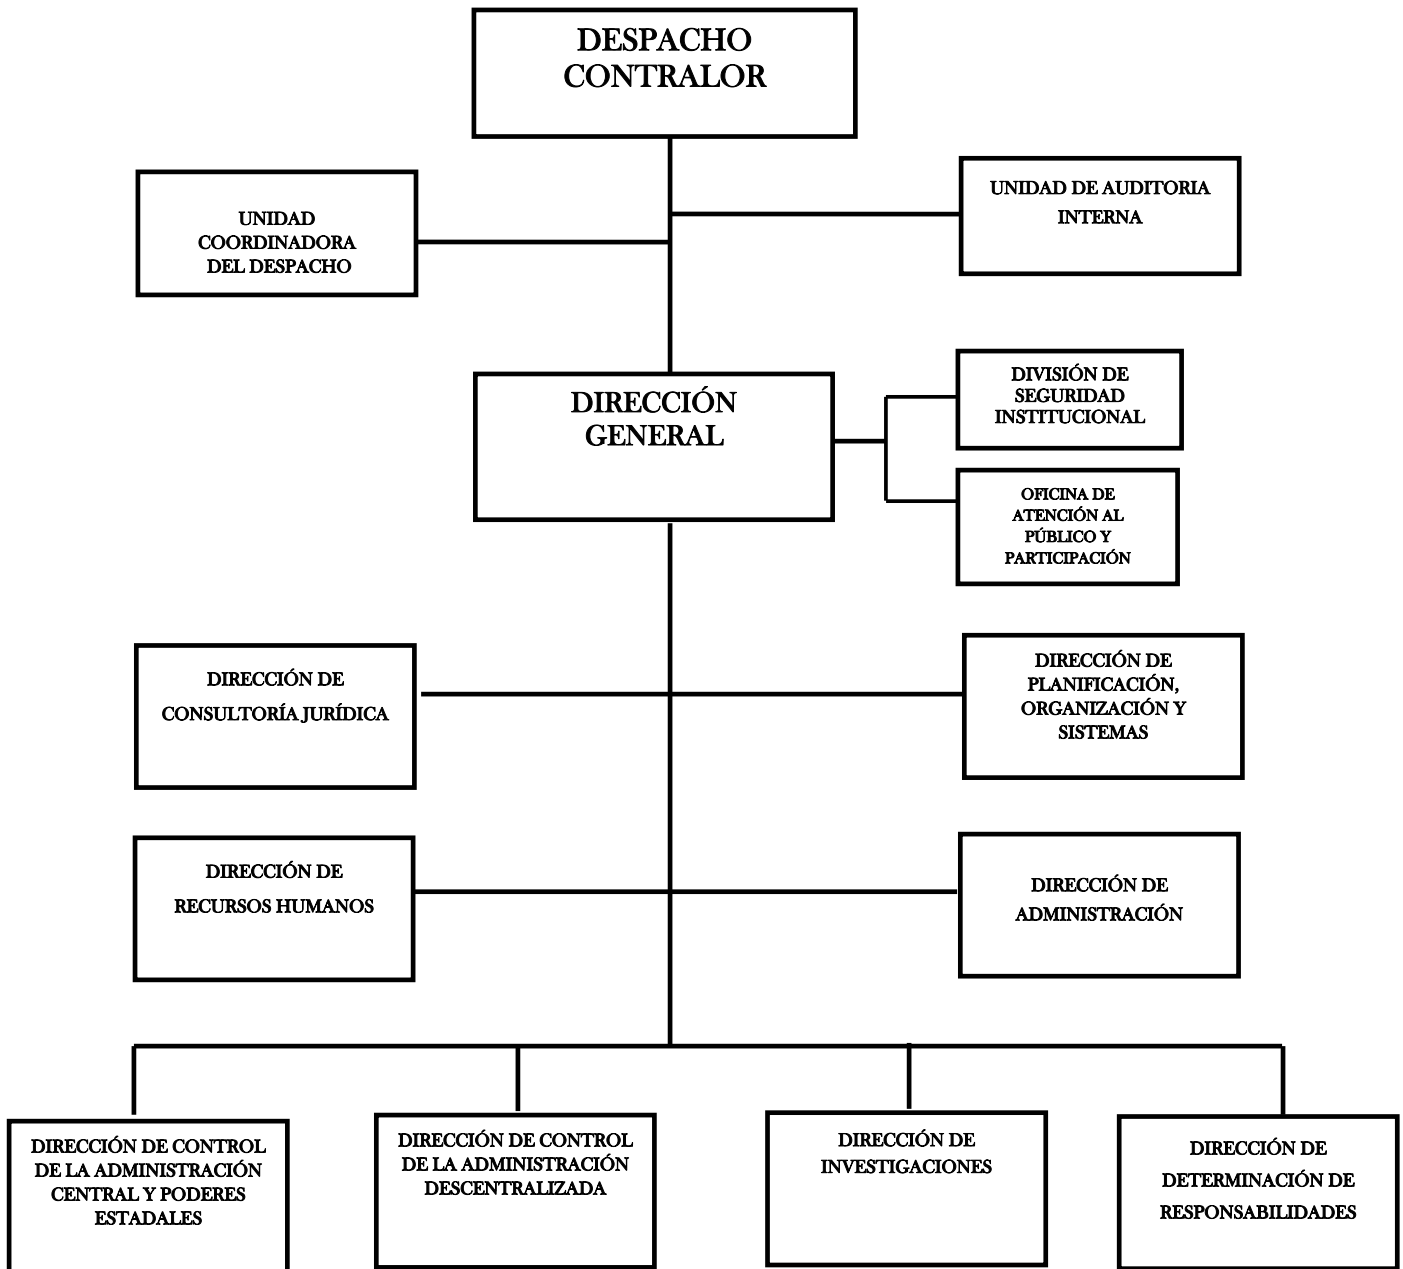 DESPACHO
CONTRALOR
UNIDAD
COORDINADORA
DEL DESPACHO
UNIDAD DE AUDITORIA
INTERNA
DIRECCIÓN
GENERAL
DIVISIÓN DE
SEGURIDAD
INSTITUCIONAL
OFICINA DE
ATENCIÓN AL
PÚBLICO Y
PARTICIPACIÓN
DIRECCIÓN DE
CONSULTORÍA JURÍDICA
DIRECCIÓN DE
PLANIFICACIÓN,
ORGANIZACIÓN Y
SISTEMAS
DIRECCIÓN DE
RECURSOS HUMANOS
DIRECCIÓN DE
ADMINISTRACIÓN
DIRECCIÓN DE CONTROL
DE LA ADMINISTRACIÓN
CENTRAL Y PODERES
ESTADALES
DIRECCIÓN DE CONTROL
DE LA ADMINISTRACIÓN
DESCENTRALIZADA
DIRECCIÓN DE
INVESTIGACIONES
DIRECCIÓN DE
DETERMINACIÓN DE
RESPONSABILIDADES